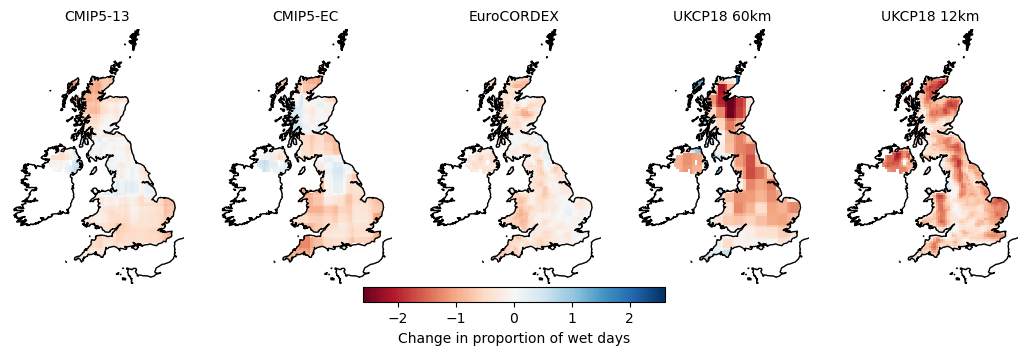 CMIP5-13 CMIP5-EC EuroCORDEX UKCP18 60km UKCP18 12km
−2 −1 0 1 2
Change in proportion of wet days